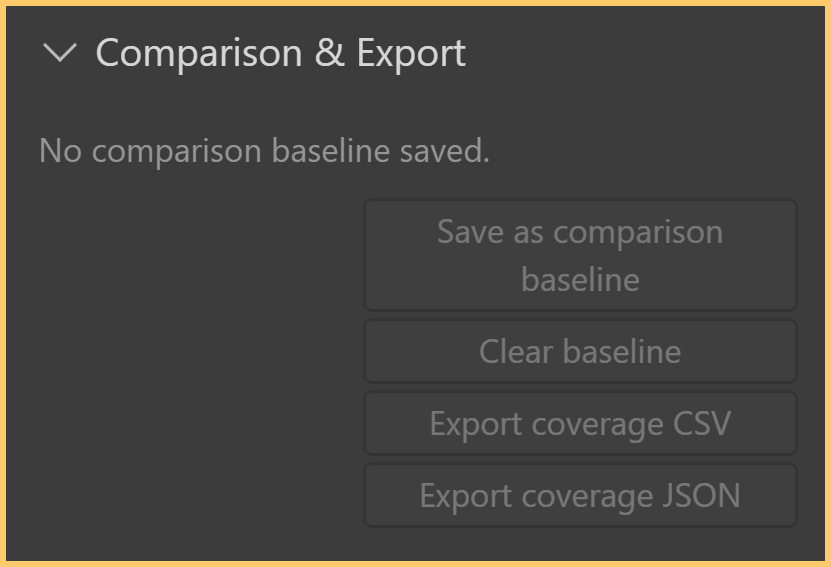 Comparison & Export
No comparison baseline saved.
Save as comparison
baseline
Clear baseline
Export coverage CSV
Export coverage JSON